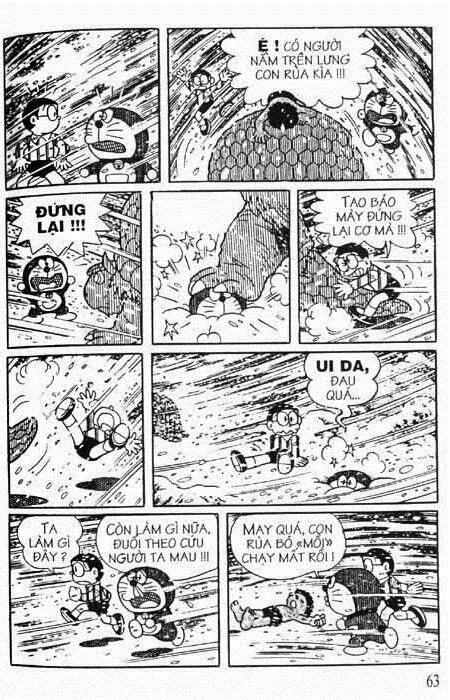 Ê ! CÓ NGƯỜI
NẰM TRÊN LƯNG
CON RÙA KÌA !!!
ĐỨNG
LẠI !!!
TAO BẢO
MÀY ĐỨNG
LẠI CƠ MÀ !!!
UI DA,
ĐAU
QUÁ...
TA
LÀM GÌ
ĐÂY ?
CÒN LÀM GÌ NỮA,
ĐUỔI THEO CỨU
NGƯỜI TA MAU !!!
MAY QUÁ, CON
RÙA BỎ «MỒI»
CHẠY MẤT RỒI !
63